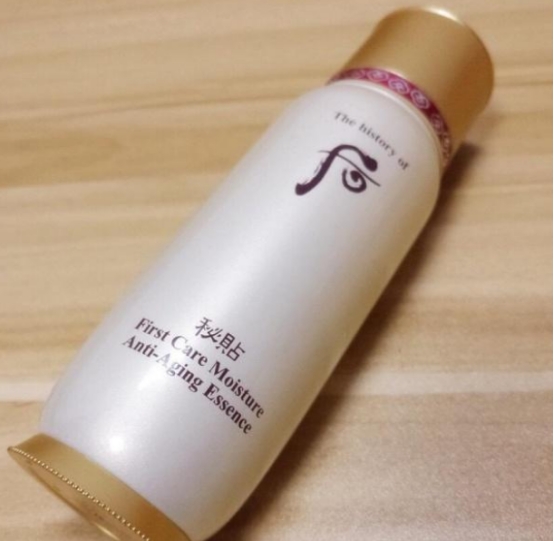 The history of
后
秘貼
First Care Moisture
Anti-Aging Essence